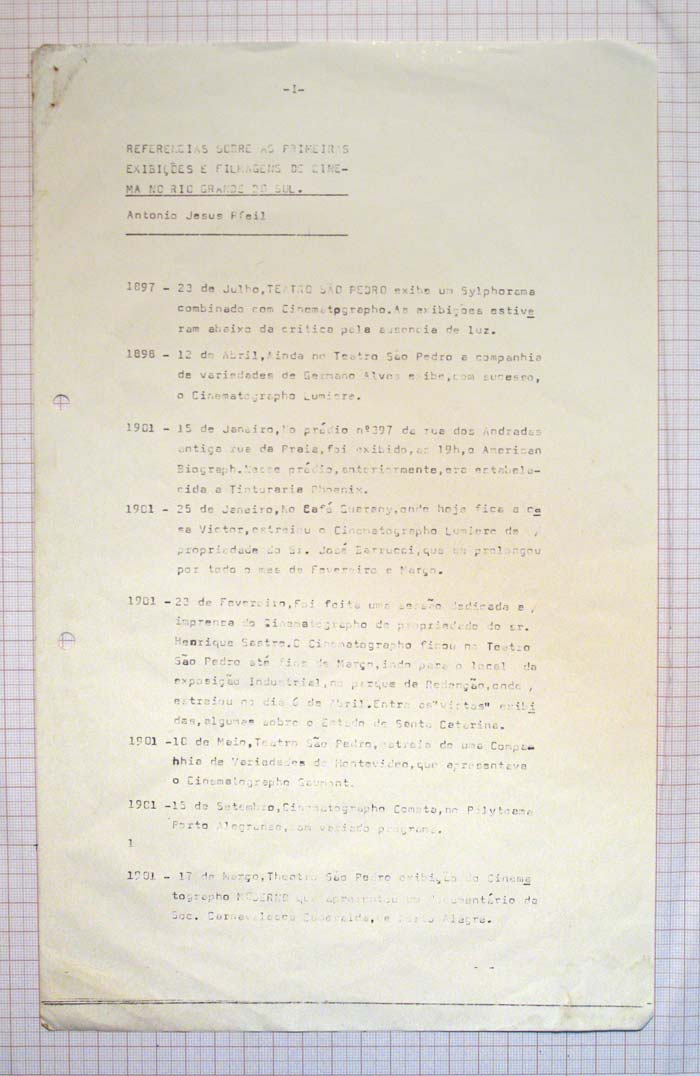 -I-
REFERENCIAS SOBRE AS PRIMEIRAS
EXIBIÇÕES E FILMAGENS DE CINE-
MA NO RIO GRANDE DO SUL.
Antonio Jesus Pfeil
1897 - 23 de Julho,TEATRO SÃO PEDRO exibe um Sylphorama
combinado com Cinematographo.As exibições estive
ram abaixo da critica pela ausencia de luz.
1898 - 12 de Abril,Ainda no Teatro São Pedro a companhia
de variedades de Germano Alves exibe,com sucesso,
o Cinematographo Lumiere.
1901 - 15 de Janeiro,No prédio nº397 da rua dos Andradas
antiga rua da Praia,foi exibido,as 19h,o American
Biograph.Nesse prédio,anteriormente,era estabele-
cida a Tinturaria Phoenix.
1901 - 25 de Janeiro,No Café Guarany,onde hoje fica a ca
sa Victor,estreiou o Cinematographo Lumiere de /
propriedade do Sr. José Barrucci,que se prolongou
por todo o mes de Fevereiro e Março.
1901 - 23 de Fevereiro,Foi feita uma sessão dedicada a /
imprensa do Cinematographo de propriedade do sr.
Henrique Sastre.O Cinematographo ficou no Teatro
São Pedro até fins de Março,indo para o local da
exposição Industrial,no parque da Redenção,onde /
estreiou no dia 6 de Abril.Entre as"vistas" exibi
das,algumas sobre o Estado de Santa Catarina.
1901 -10 de Maio,Teatro São Pedro,estreia de uma Compa-
hhia de Variedades de Montevideo,que apresentava
o Cinematographo Gaumont.
1901 -15 de Setembro,Cinematographo Cometa,no Polyteama
Porto Alegrense,com variado programa.
1
1901 - 17 de Março,Theatro São Pedro exibição do Cinema
tographo MODERNO que apresentou um documentário da
Soc. Carnavalesca Esmeralda,de Porto Alegre.